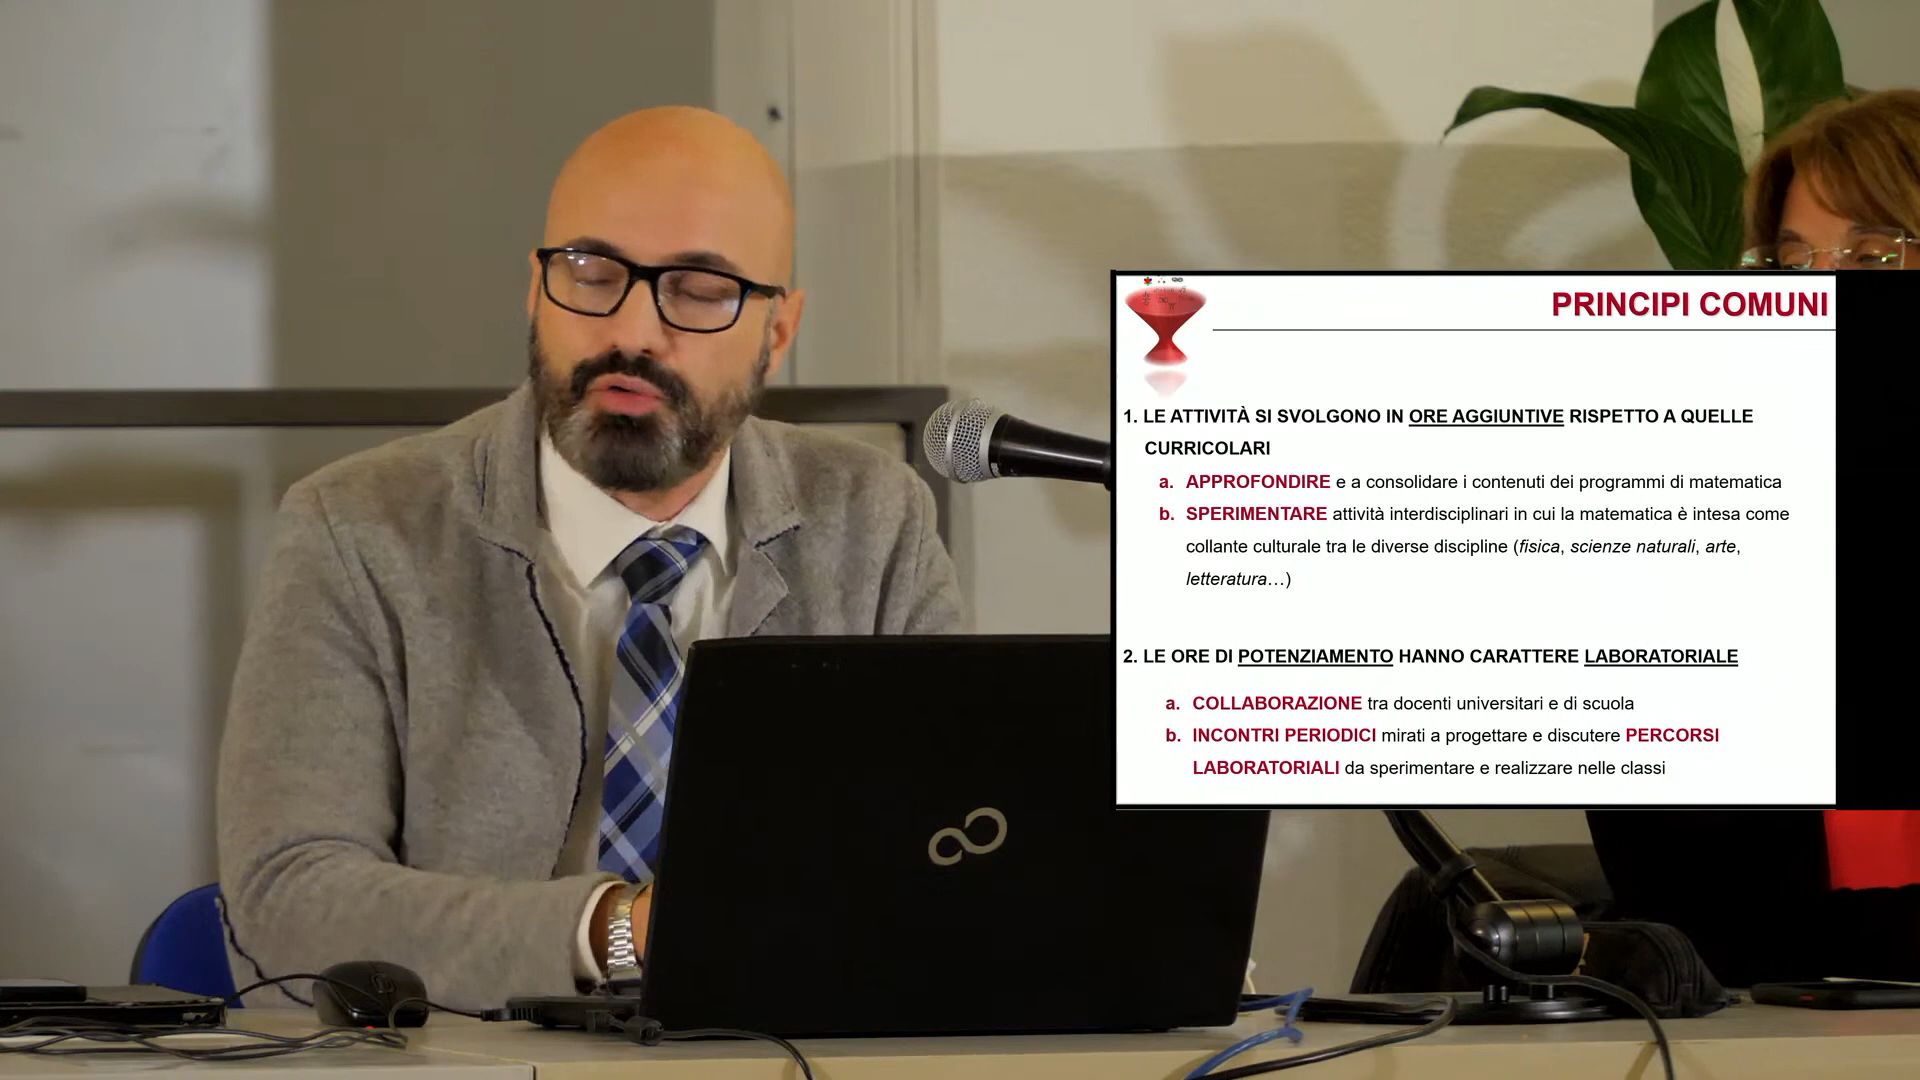 PRINCIPI COMUNI
1. LE ATTIVITÀ SI SVOLGONO IN ORE AGGIUNTIVE RISPETTO A QUELLE
CURRICOLARI
a. APPROFONDIRE e a consolidare i contenuti dei programmi di matematica
b. SPERIMENTARE attività interdisciplinari in cui la matematica è intesa come
collante culturale tra le diverse discipline (fisica, scienze naturali, arte,
letteratura…)
2. LE ORE DI POTENZIAMENTO HANNO CARATTERE LABORATORIALE
a. COLLABORAZIONE tra docenti universitari e di scuola
b. INCONTRI PERIODICI mirati a progettare e discutere PERCORSI
LABORATORIALI da sperimentare e realizzare nelle classi